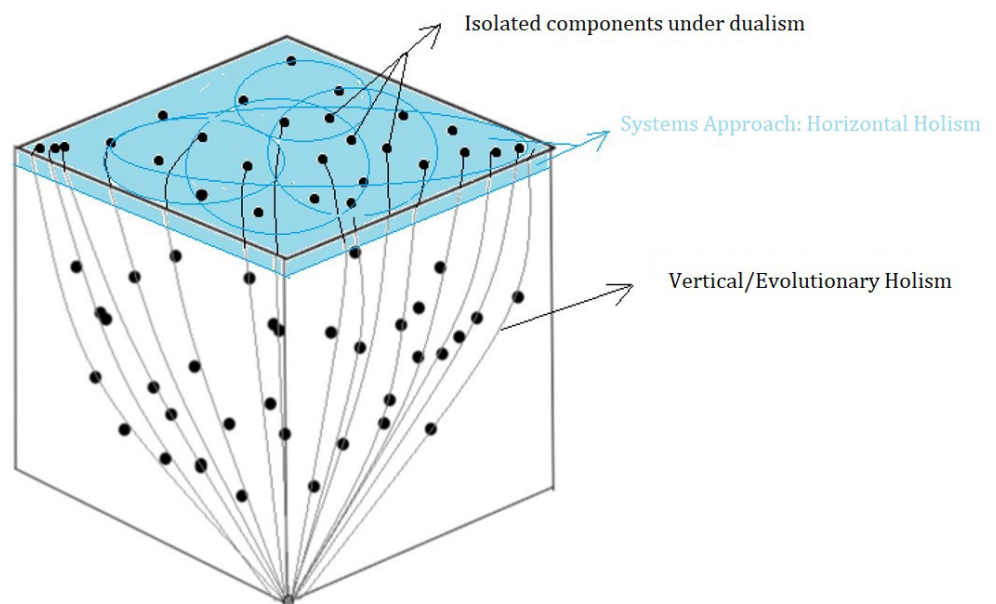 Isolated components under dualism
Systems Approach: Horizontal Holism
Vertical/Evolutionary Holism